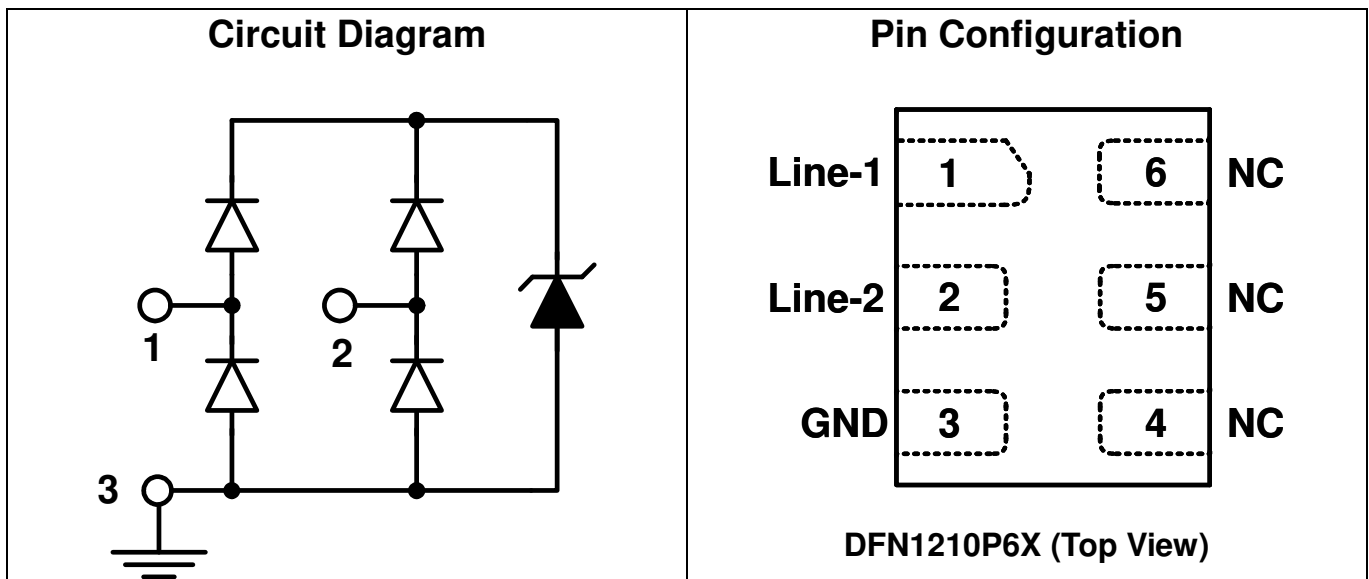 Circuit Diagram
1
2
3
Pin Configuration
Line-1 1 6 NC
Line-2 2 5 NC
GND 3 4 NC
DFN1210P6X (Top View)